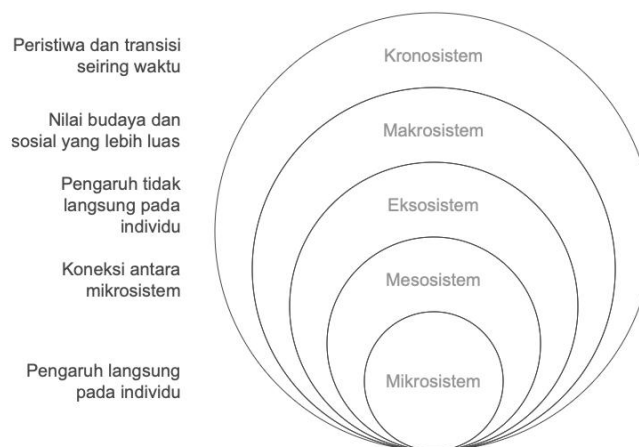 Peristiwa dan transisi
seiring waktu
Kronosistem
Nilai budaya dan
sosial yang lebih luas
Makrosistem
Pengaruh tidak
langsung pada
individu
Eksosistem
Koneksi antara
mikrosistem
Mesosistem
Pengaruh langsung
pada individu
Mikrosistem